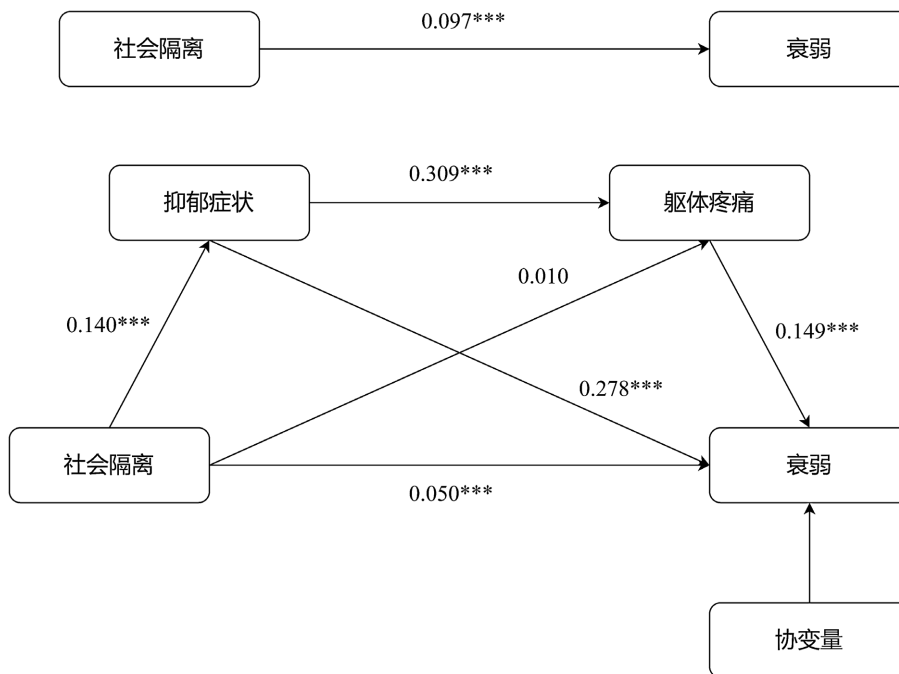 0.097***
社会隔离
衰弱
0.309***
抑郁症状
躯体疼痛
0.010
0.140***
0.149***
0.278***
社会隔离
衰弱
0.050***
协变量